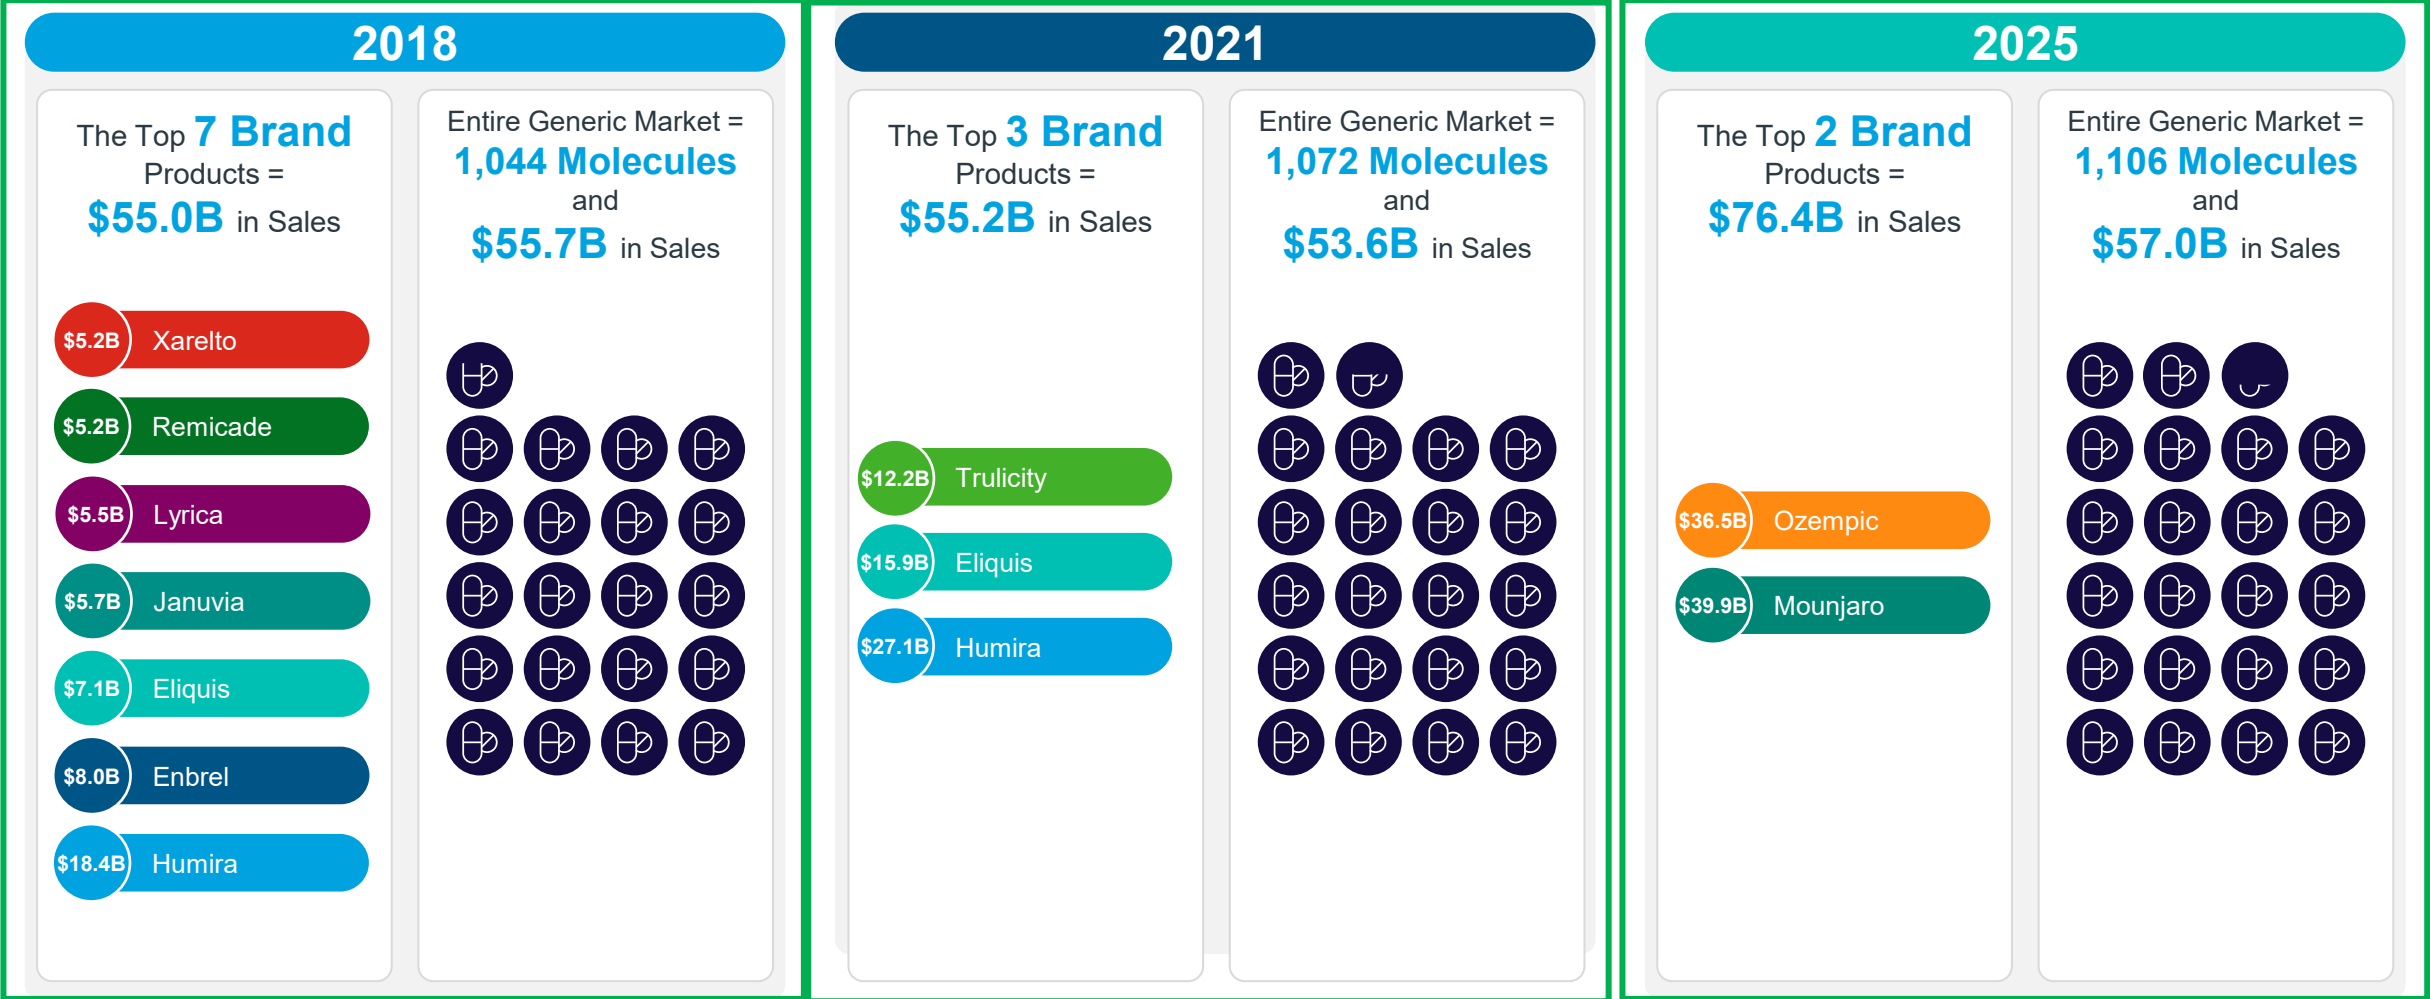 2018
The Top 7 Brand
Products =
$55.0B in Sales
$5.2B Xarelto
$5.2B Remicade
$5.5B Lyrica
$5.7B Januvia
$7.1B Eliquis
$8.0B Enbrel
$18.4B Humira
Entire Generic Market =
1,044 Molecules
and
$55.7B in Sales
2021
The Top 3 Brand
Products =
$55.2B in Sales
$12.2B Trulicity
$15.9B Eliquis
$27.1B Humira
Entire Generic Market =
1,072 Molecules
and
$53.6B in Sales
2025
The Top 2 Brand
Products =
$76.4B in Sales
$36.5B Ozempic
$39.9B Mounjaro
Entire Generic Market =
1,106 Molecules
and
$57.0B in Sales